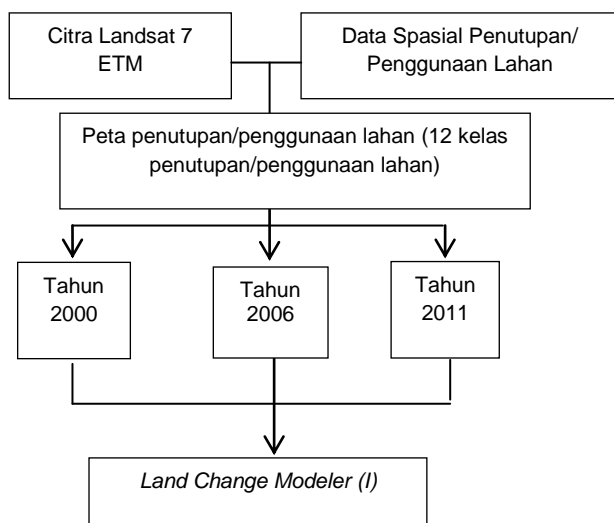 Citra Landsat 7
ETM
Data Spasial Penutupan/
Penggunaan Lahan
Peta penutupan/penggunaan lahan (12 kelas
penutupan/penggunaan lahan)
Tahun
2000
Tahun
2006
Tahun
2011
Land Change Modeler (I)